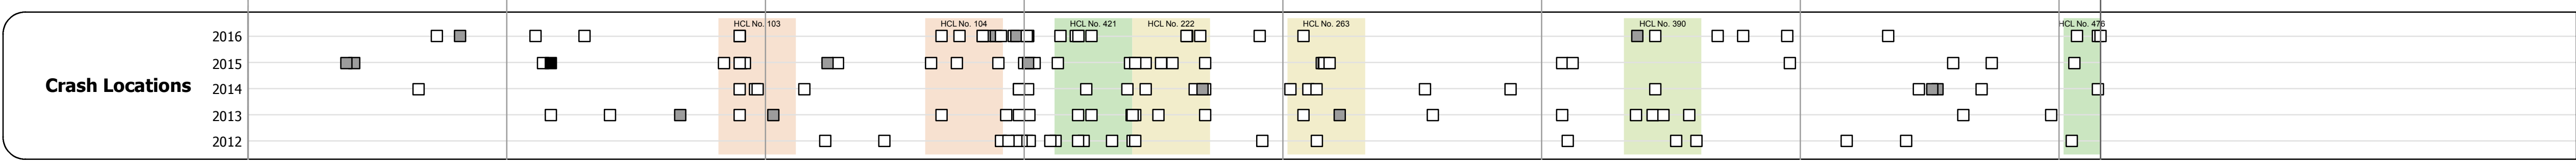 HCL No. 103 HCL No. 104 HCL No. 421 HCL No. 222 HCL No. 263 HCL No. 390 HCL No. 476
2016
2015
Crash Locations
2014
2013
2012